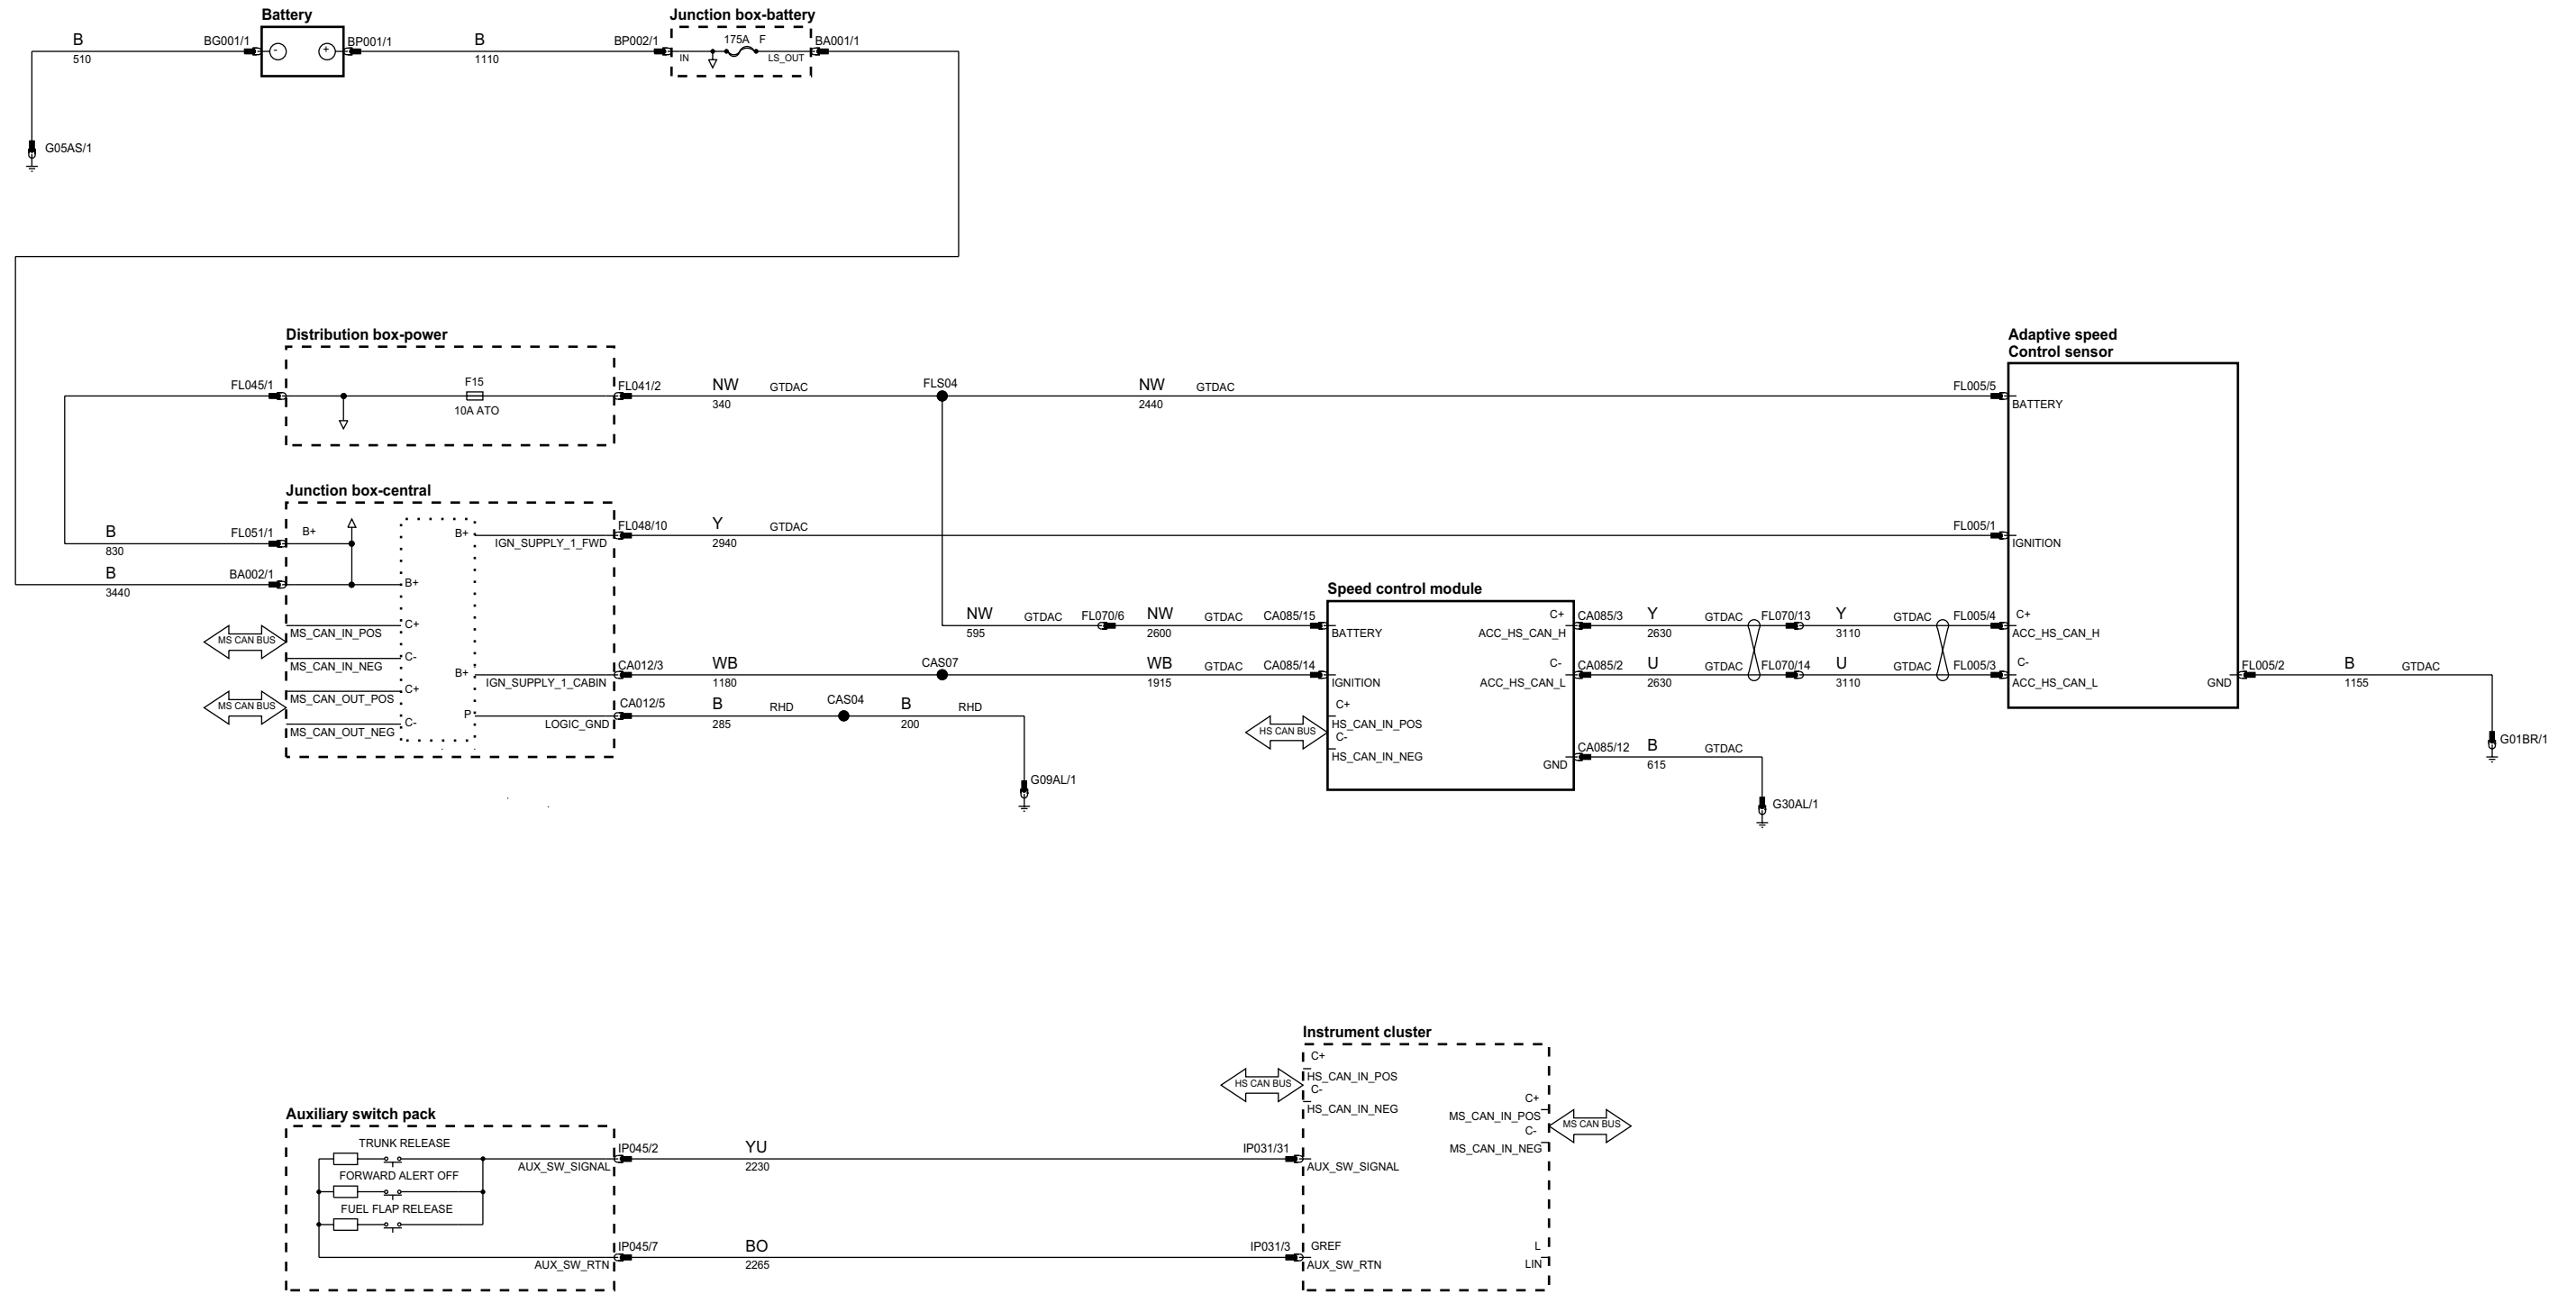 Battery
Junction box-battery
B
510
BG001/1
-
+
BP001/1
B
1110
BP002/1
175A F
IN
LS_OUT
BA001/1
G05AS/1
Distribution box-power
FL045/1
F15
10A ATO
FL041/2
NW
340
GTDAC
FLS04
NW
2440
GTDAC
Adaptive speed
Control sensor
FL005/5
BATTERY
Junction box-central
B
830
FL051/1
B+
B+
IGN_SUPPLY_1_FWD
FL048/10
Y
2940
GTDAC
FL005/1
IGNITION
B
3440
BA002/1
B+
MS CAN BUS
MS_CAN_IN_POS
C+
MS_CAN_IN_NEG
C-
MS CAN BUS
MS_CAN_OUT_POS
C+
MS_CAN_OUT_NEG
C-
B+
IGN_SUPPLY_1_CABIN
CA012/3
WB
1180
CAS07
WB
1915
GTDAC
CA085/14
P
LOGIC_GND
CA012/5
B
285
RHD
CAS04
B
200
RHD
G09AL/1
NW
595
GTDAC
FL070/6
NW
2600
GTDAC
CA085/15
Speed control module
BATTERY
IGNITION
C+
HS_CAN_IN_POS
C-
HS_CAN_IN_NEG
HS CAN BUS
C+
ACC_HS_CAN_H
C-
ACC_HS_CAN_L
GND
CA085/3
Y
2630
GTDAC
FL070/13
Y
3110
GTDAC
FL005/4
C+
ACC_HS_CAN_H
CA085/2
U
2630
GTDAC
FL070/14
U
3110
GTDAC
FL005/3
C-
ACC_HS_CAN_L
CA085/12
B
615
GTDAC
G30AL/1
GND
FL005/2
B
1155
GTDAC
G01BR/1
Auxiliary switch pack
TRUNK RELEASE
FORWARD ALERT OFF
FUEL FLAP RELEASE
AUX_SW_SIGNAL
IP045/2
YU
2230
IP031/31
AUX_SW_RTN
IP045/7
BO
2265
IP031/3
Instrument cluster
C+
HS_CAN_IN_POS
C-
HS_CAN_IN_NEG
HS CAN BUS
AUX_SW_SIGNAL
GREF
AUX_SW_RTN
C+
MS_CAN_IN_POS
C-
MS_CAN_IN_NEG
MS CAN BUS
L
LIN